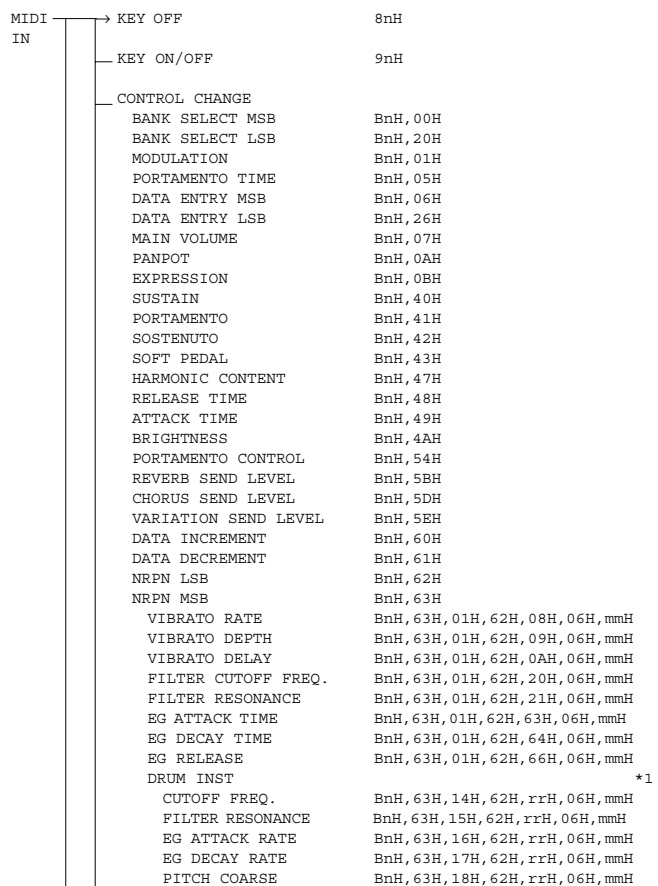 MIDI → KEY OFF 8nH
IN
KEY ON/OFF 9nH
CONTROL CHANGE
BANK SELECT MSB BnH,00H
BANK SELECT LSB BnH,20H
MODULATION BnH,01H
PORTAMENTO TIME BnH,05H
DATA ENTRY MSB BnH,06H
DATA ENTRY LSB BnH,26H
MAIN VOLUME BnH,07H
PANPOT BnH,0AH
EXPRESSION BnH,0BH
SUSTAIN BnH,40H
PORTAMENTO BnH,41H
SOSTENUTO BnH,42H
SOFT PEDAL BnH,43H
HARMONIC CONTENT BnH,47H
RELEASE TIME BnH,48H
ATTACK TIME BnH,49H
BRIGHTNESS BnH,4AH
PORTAMENTO CONTROL BnH,54H
REVERB SEND LEVEL BnH,5BH
CHORUS SEND LEVEL BnH,5DH
VARIATION SEND LEVEL BnH,5EH
DATA INCREMENT BnH,60H
DATA DECREMENT BnH,61H
NRPN LSB BnH,62H
NRPN MSB BnH,63H
VIBRATO RATE BnH,63H,01H,62H,08H,06H,mmH
VIBRATO DEPTH BnH,63H,01H,62H,09H,06H,mmH
VIBRATO DELAY BnH,63H,01H,62H,0AH,06H,mmH
FILTER CUTOFF FREQ. BnH,63H,01H,62H,20H,06H,mmH
FILTER RESONANCE BnH,63H,01H,62H,21H,06H,mmH
EG ATTACK TIME BnH,63H,01H,62H,63H,06H,mmH
EG DECAY TIME BnH,63H,01H,62H,64H,06H,mmH
EG RELEASE BnH,63H,01H,62H,66H,06H,mmH
DRUM INST *1
CUTOFF FREQ. BnH,63H,14H,62H,rrH,06H,mmH
FILTER RESONANCE BnH,63H,15H,62H,rrH,06H,mmH
EG ATTACK RATE BnH,63H,16H,62H,rrH,06H,mmH
EG DECAY RATE BnH,63H,17H,62H,rrH,06H,mmH
PITCH COARSE BnH,63H,18H,62H,rrH,06H,mmH